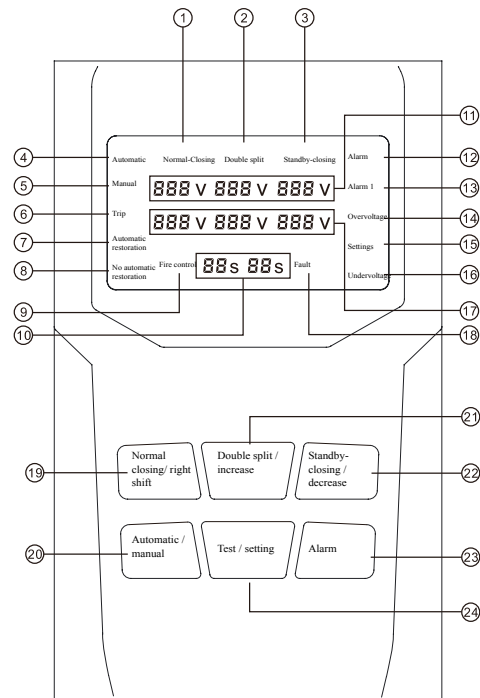 ① ② ③
④ Automatic Normal-Closing Double split Standby-closing Alarm ⑪
⑫
⑤ Manual 888 V 888 V 888 V Alarm 1 ⑬
⑥ Trip 888 V 888 V 888 V Overvoltage ⑭
⑦ Automatic
restoration Settings ⑮
⑧ No automatic
restoration Fire control 88s 88s Fault Undervoltage ⑯
⑨ ⑰
⑩ ⑱
㉑
⑲ Normal
closing/ right
shift
Double split /
increase
Standby-
closing /
decrease ㉒
⑳ Automatic /
manual
Test / setting
Alarm ㉓
㉔